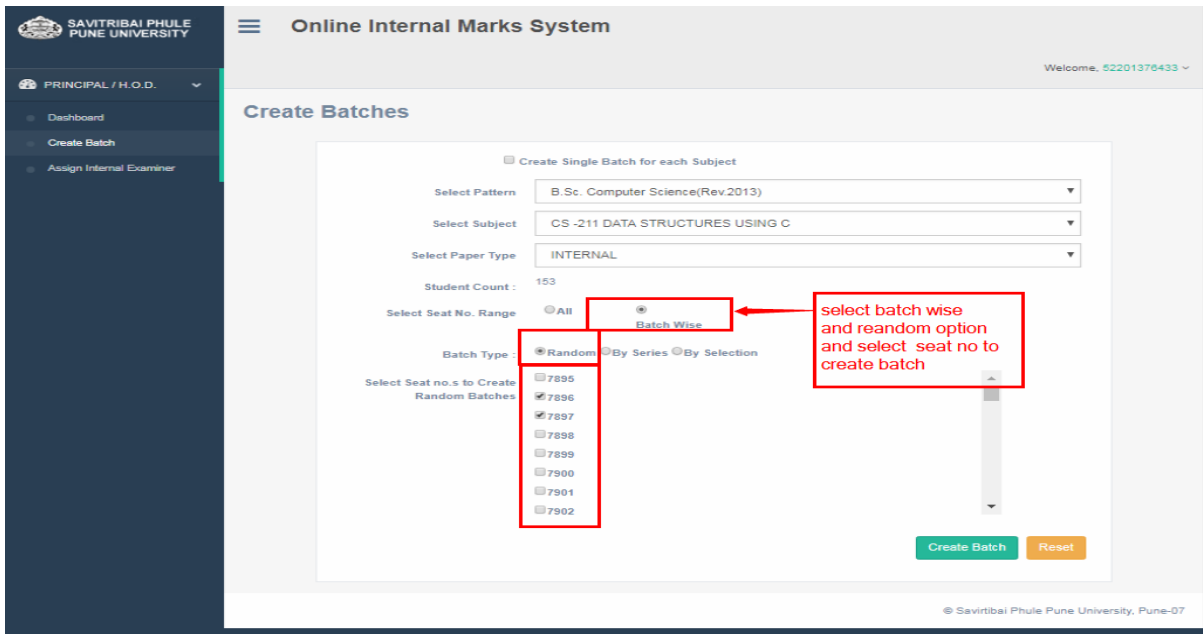 SAVITRIBAI PHULE
PUNE UNIVERSITY
Online Internal Marks System
Welcome, 52201376433
PRINCIPAL / H.O.D.
Dashboard
Create Batch
Assign Internal Examiner
Create Batches
Create Single Batch for each Subject
Select Pattern B.Sc. Computer Science(Rev.2013)
Select Subject CS -211 DATA STRUCTURES USING C
Select Paper Type INTERNAL
Student Count : 153
Select Seat No. Range All Batch Wise
select batch wise
and reandom option
and select seat no to
create batch
Batch Type : Random By Series By Selection
Select Seat no.s to Create
Random Batches
7895
7896
7897
7898
7899
7900
7901
7902
Create Batch Reset
© Savirtibai Phule Pune University, Pune-07